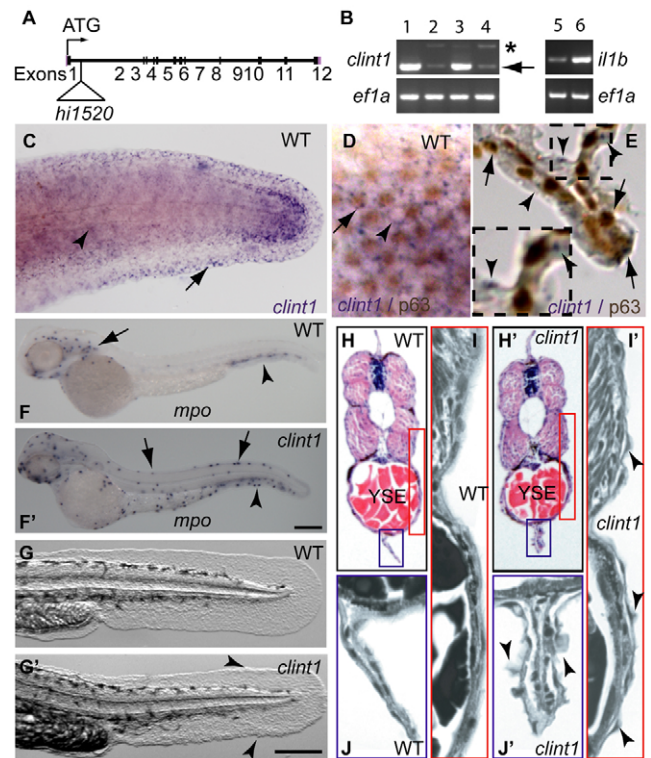 A
ATG
Exons1 2 3 4 5 6 7 8 9 10 11 12
hi1520
B
1 2 3 4 5 6
*
clint1 il1b
ef1a ef1a
C WT
clint1
D WT
clint1 / p63
E
clint1 / p63
WT
F mpo
clint1
F' mpo
G WT
G' clint1
H WT
YSE
I
WT
H' clint1
YSE
I'
clint1
J WT
J' clint1